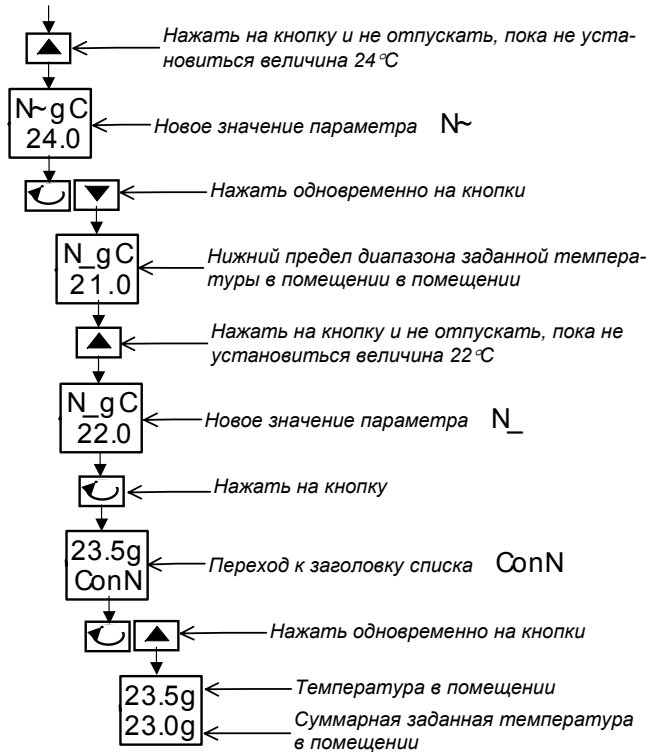 Нажать на кнопку и не отпускать, пока не уста-
новиться величина 24°С
N~gC
24.0
Новое значение параметра N~
Нажать одновременно на кнопки
N_gC
21.0
Нижний предел диапазона заданной темпера-
туры в помещении в помещении
Нажать на кнопку и не отпускать, пока не
установиться величина 22°С
N_gC
22.0
Новое значение параметра N_
Нажать на кнопку
23.5g
ConN
Переход к заголовку списка ConN
Нажать одновременно на кнопки
23.5g
23.0g
Температура в помещении
Суммарная заданная температура
в помещении